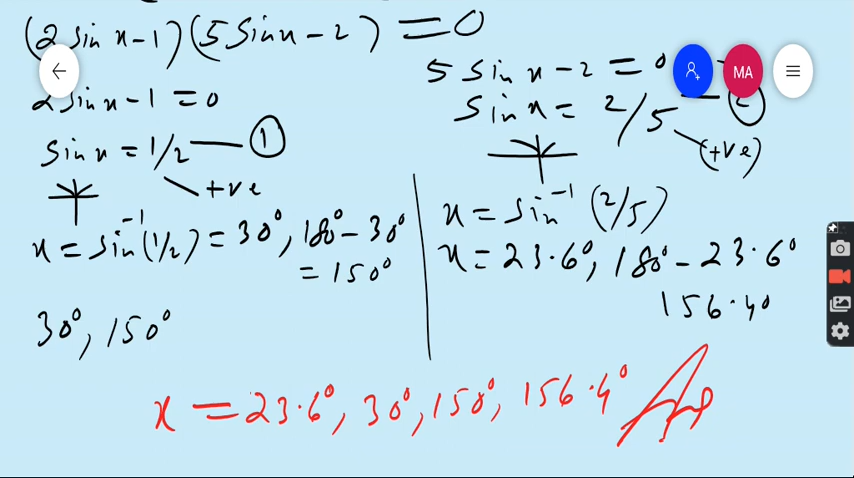 (2 sin x-1)(5 sin x-2) = 0
2 sin x-1 = 0
sin x = 1/2 — ①
+ve
x = sin⁻¹(1/2) = 30°, 180° - 30°
= 150°
30°, 150°
5 sin x - 2 = 0
sin x = 2/5 — ②
(+ve)
x = sin⁻¹(2/5)
x = 23.6°, 180° - 23.6°
156.4°
x = 23.6°, 30°, 150°, 156.4° Ans
MA